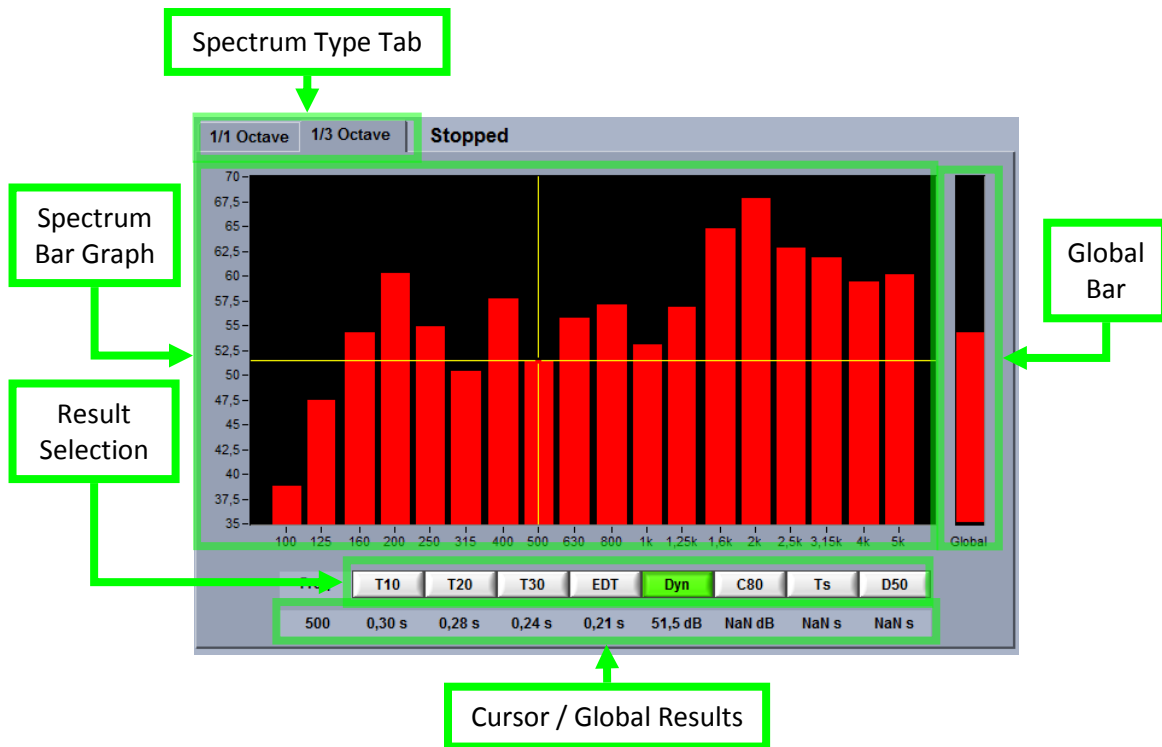 Spectrum Type Tab
1/1 Octave
1/3 Octave
Stopped
Spectrum
Bar Graph
Global
Bar
Result
Selection
70
67,5
65
62,5
60
57,5
55
52,5
50
47,5
45
42,5
40
37,5
35
100 125 160 200 250 315 400 500 630 800 1k 1,25k 1,6k 2k 2,5k 3,15k 4k 5k
Global
T10 T20 T30 EDT Dyn C80 Ts D50
500 0,30 s 0,28 s 0,24 s 0,21 s 51,5 dB NaN dB NaN s NaN s
Cursor / Global Results